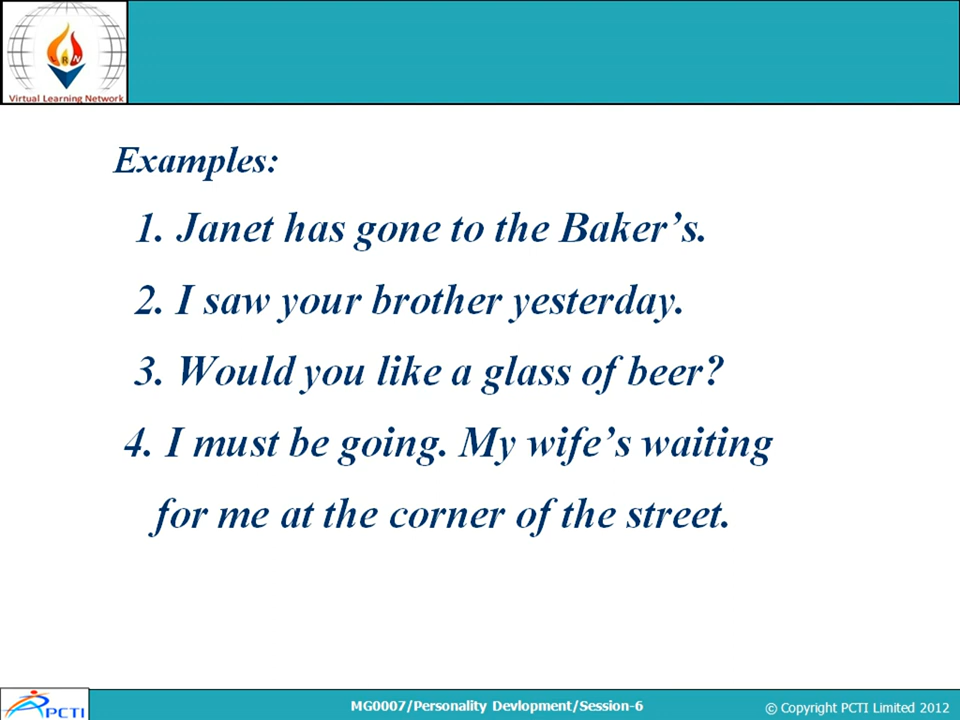 VLRN
Virtual Learning Network
Examples:
1. Janet has gone to the Baker’s.
2. I saw your brother yesterday.
3. Would you like a glass of beer?
4. I must be going. My wife’s waiting
for me at the corner of the street.
PCTI
MG0007/Personality Devlopment/Session-6
© Copyright PCTI Limited 2012